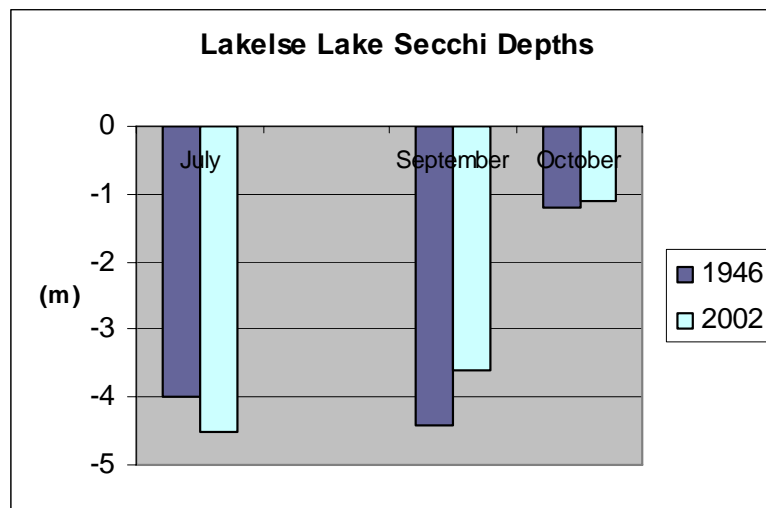 Lakelse Lake Secchi Depths
0
July
September
October
-1
-2
(m)
-3
-4
-5
1946
2002